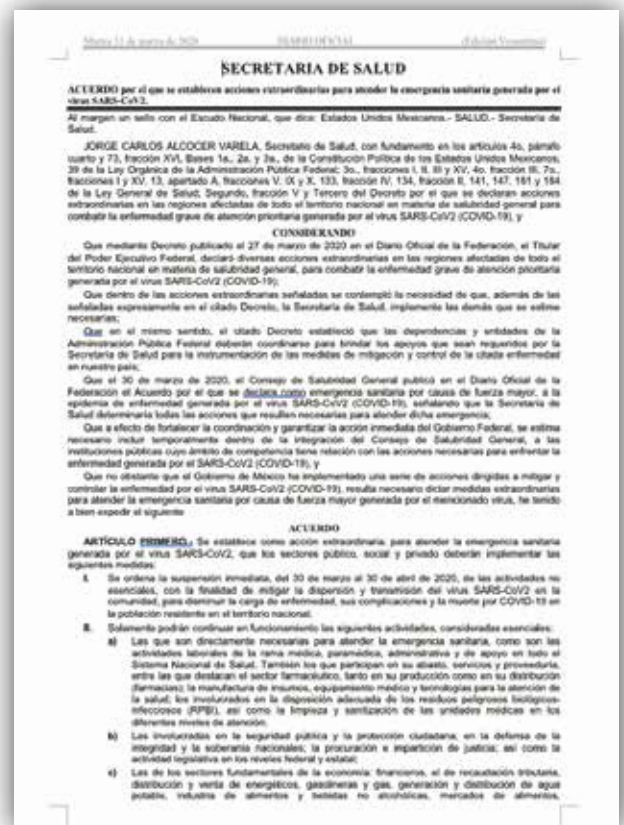 Martes 31 de marzo de 2020 DIARIO OFICIAL (Edición Vespertina)
SECRETARIA DE SALUD
ACUERDO por el que se establecen acciones extraordinarias para atender la emergencia sanitaria generada por el
virus SARS-CoV2.
Al margen un sello con el Escudo Nacional, que dice: Estados Unidos Mexicanos.- SALUD.- Secretaría de
Salud.
JORGE CARLOS ALCOCER VARELA, Secretario de Salud, con fundamento en los artículos 4o, párrafo
cuarto y 73, fracción XVI, Bases 1a., 2a. y 3a., de la Constitución Política de los Estados Unidos Mexicanos,
39 de la Ley Orgánica de la Administración Pública Federal; 3o., fracciones I, II, III y XV, 4o. fracción III, 7o.,
fracciones I y XV, 13, apartado A, fracciones V, IX y X, 133, fracción IV, 134, fracción II, 141, 147, 181 y 184
de la Ley General de Salud; Segundo, fracción V y Tercero del Decreto por el que se declaran acciones
extraordinarias en las regiones afectadas de todo el territorio nacional en materia de salubridad general para
combatir la enfermedad grave de atención prioritaria generada por el virus SARS-CoV2 (COVID-19), y
CONSIDERANDO
Que mediante Decreto publicado el 27 de marzo de 2020 en el Diario Oficial de la Federación, el Titular
del Poder Ejecutivo Federal, declaró diversas acciones extraordinarias en las regiones afectadas de todo el
territorio nacional en materia de salubridad general, para combatir la enfermedad grave de atención prioritaria
generada por el virus SARS-CoV2 (COVID-19);
Que dentro de las acciones extraordinarias señaladas se contempló la necesidad de que, además de las
señaladas expresamente en el citado Decreto, la Secretaría de Salud, implemente las demás que se estime
necesarias;
Que en el mismo sentido, el citado Decreto estableció que las dependencias y entidades de la
Administración Pública Federal deberán coordinarse para brindar los apoyos que sean requeridos por la
Secretaría de Salud para la instrumentación de las medidas de mitigación y control de la citada enfermedad
en nuestro país;
Que el 30 de marzo de 2020, el Consejo de Salubridad General publicó en el Diario Oficial de la
Federación el Acuerdo por el que se declara como emergencia sanitaria por causa de fuerza mayor, a la
epidemia de enfermedad generada por el virus SARS-CoV2 (COVID-19), señalando que la Secretaría de
Salud determinaría todas las acciones que resulten necesarias para atender dicha emergencia;
Que a efecto de fortalecer la coordinación y garantizar la acción inmediata del Gobierno Federal, se estima
necesario incluir temporalmente dentro de la integración del Consejo de Salubridad General, a las
instituciones públicas cuyo ámbito de competencia tiene relación con las acciones necesarias para enfrentar la
enfermedad generada por el SARS-CoV2 (COVID-19), y
Que no obstante que el Gobierno de México ha implementado una serie de acciones dirigidas a mitigar y
controlar la enfermedad por el virus SARS-CoV2 (COVID-19), resulta necesario dictar medidas extraordinarias
para atender la emergencia sanitaria por causa de fuerza mayor generada por el mencionado virus, he tenido
a bien expedir el siguiente
ACUERDO
ARTÍCULO PRIMERO.- Se establece como acción extraordinaria, para atender la emergencia sanitaria
generada por el virus SARS-CoV2, que los sectores público, social y privado deberán implementar las
siguientes medidas:
I. Se ordena la suspensión inmediata, del 30 de marzo al 30 de abril de 2020, de las actividades no
esenciales, con la finalidad de mitigar la dispersión y transmisión del virus SARS-CoV2 en la
comunidad, para disminuir la carga de enfermedad, sus complicaciones y la muerte por COVID-19 en
la población residente en el territorio nacional;
II. Solamente podrán continuar en funcionamiento las siguientes actividades, consideradas esenciales:
a) Las que son directamente necesarias para atender la emergencia sanitaria, como son las
actividades laborales de la rama médica, paramédica, administrativa y de apoyo en todo el
Sistema Nacional de Salud. También los que participan en su abasto, servicios y proveeduría,
entre las que destacan el sector farmacéutico, tanto en su producción como en su distribución
(farmacias); la manufactura de insumos, equipamiento médico y tecnologías para la atención de
la salud; los involucrados en la disposición adecuada de los residuos peligrosos biológicos-
infecciosos (RPBI), así como la limpieza y sanitización de las unidades médicas en los
diferentes niveles de atención;
b) Las involucradas en la seguridad pública y la protección ciudadana; en la defensa de la
integridad y la soberanía nacionales; la procuración e impartición de justicia; así como la
actividad legislativa en los niveles federal y estatal;
c) Las de los sectores fundamentales de la economía: financieros, el de recaudación tributaria,
distribución y venta de energéticos, gasolineras y gas, generación y distribución de agua
potable, industria de alimentos y bebidas no alcohólicas, mercados de alimentos,